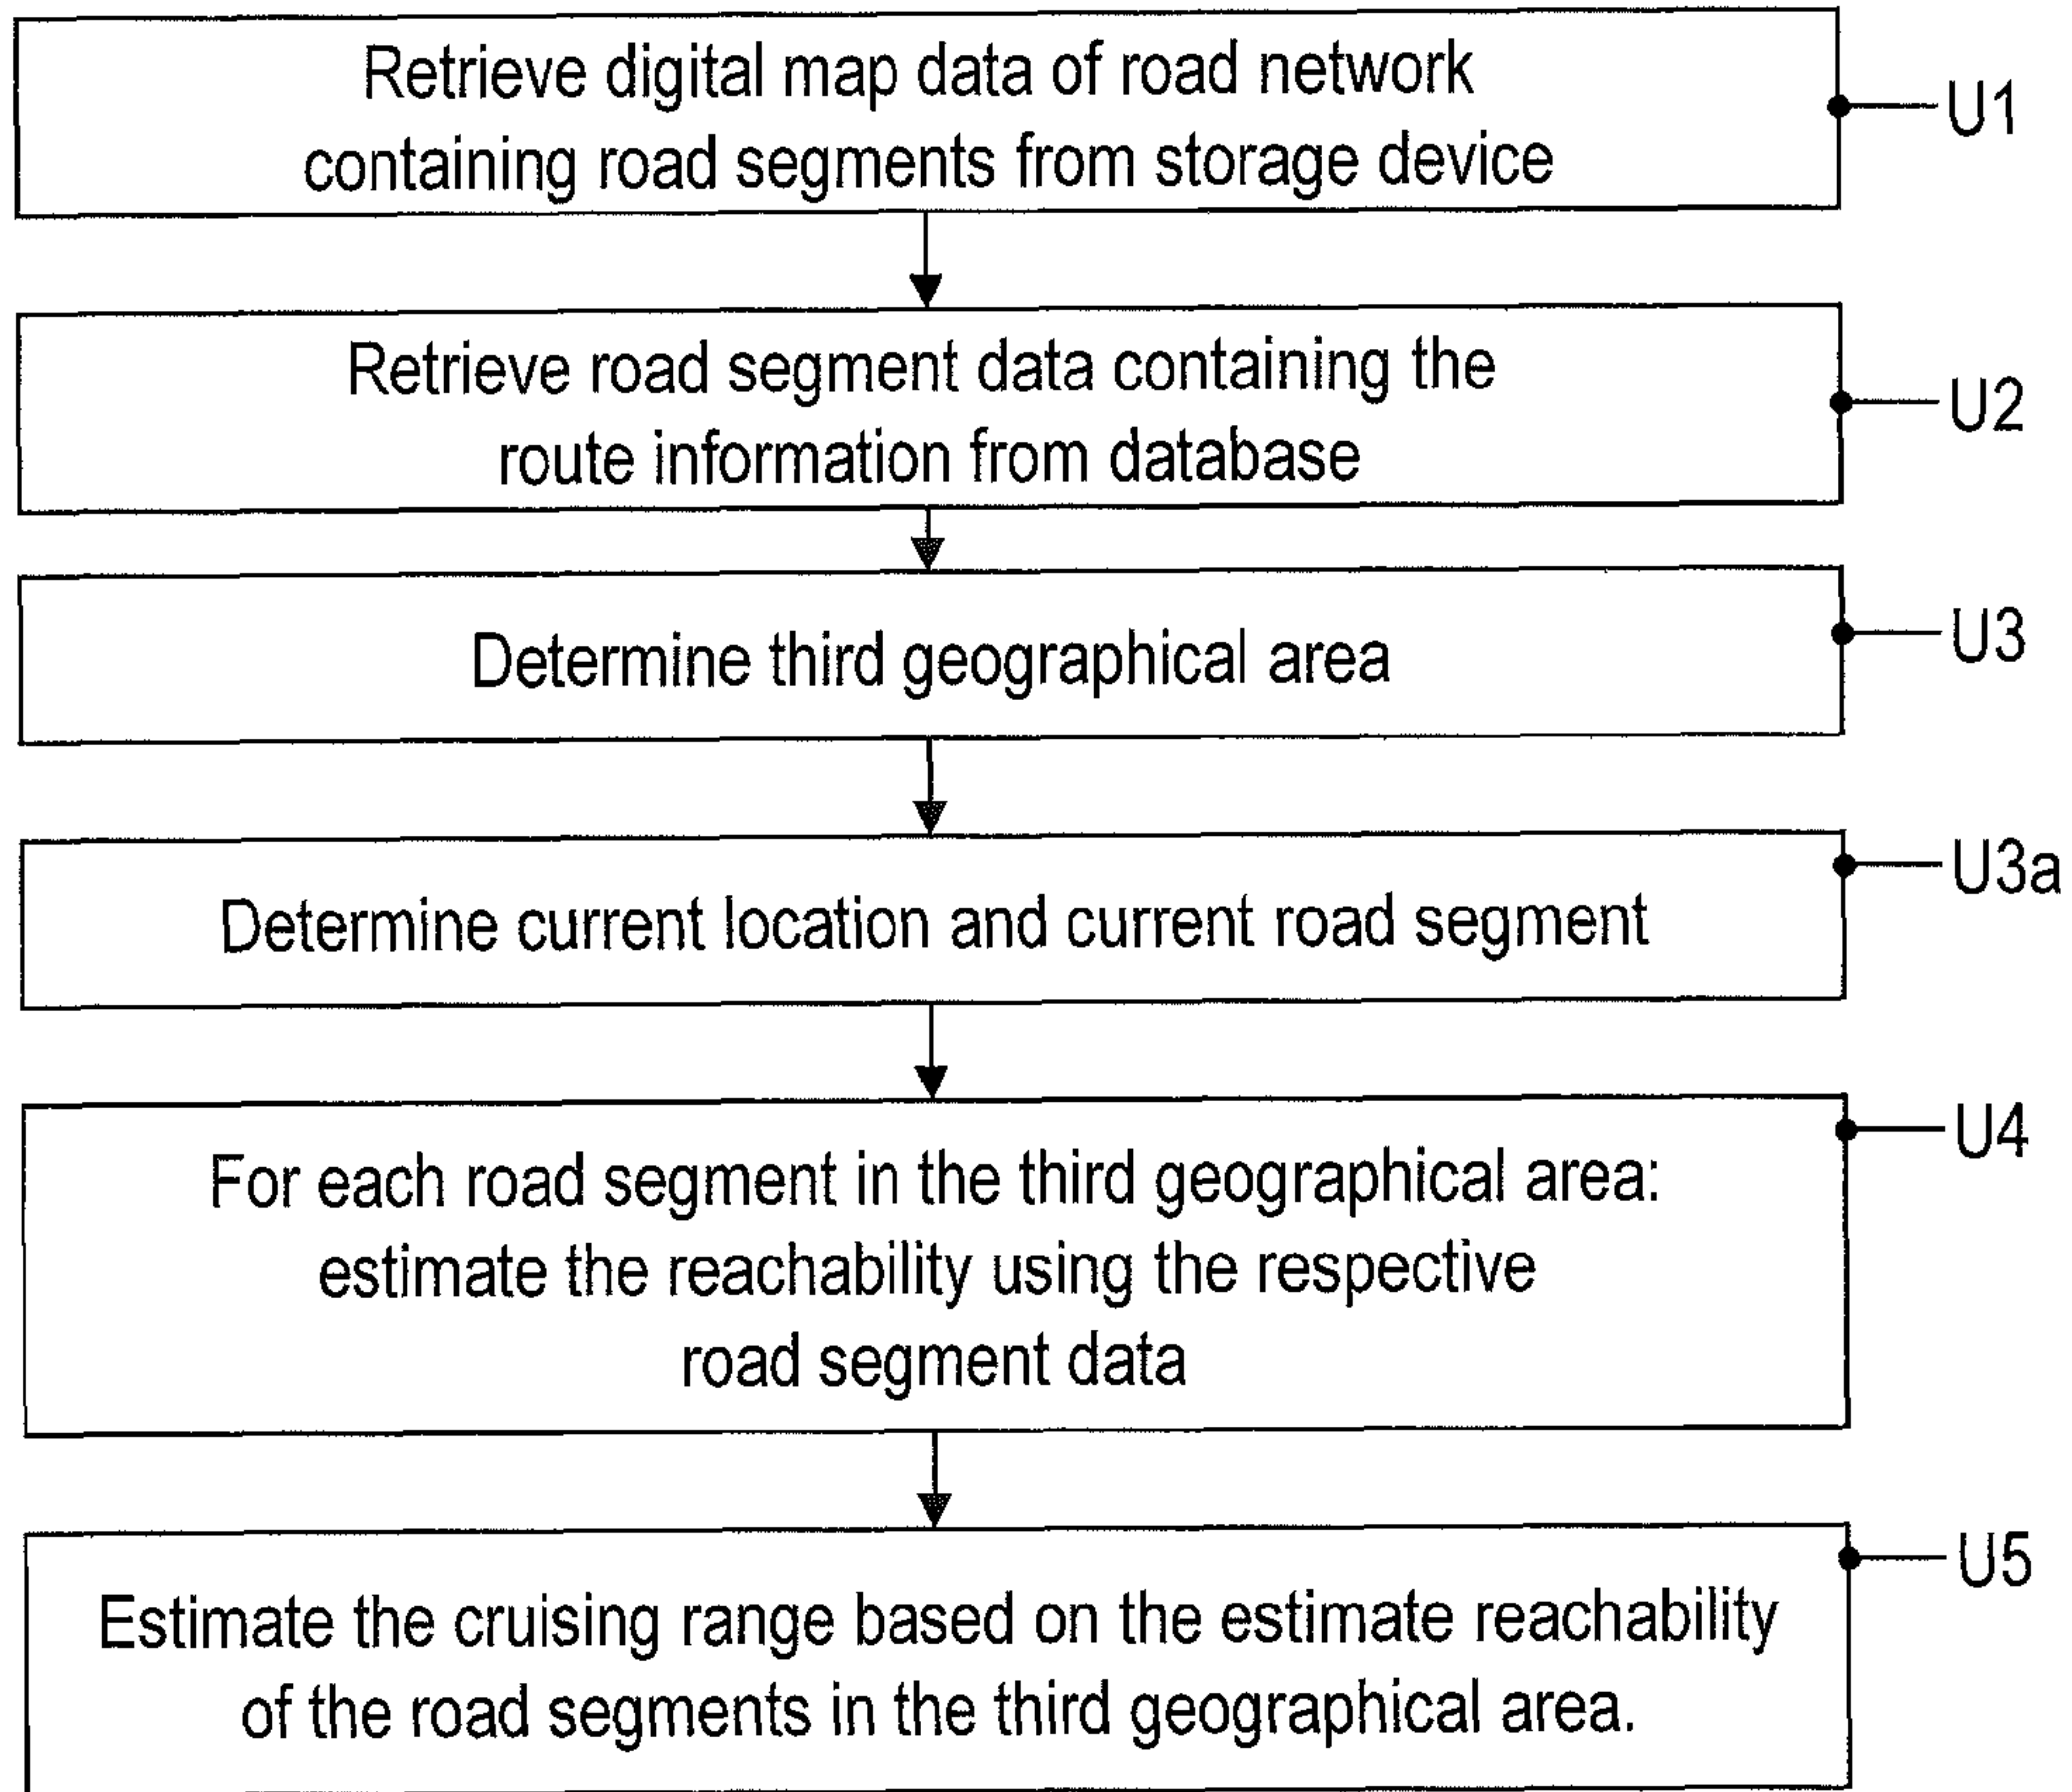 Retrieve digital map data of road network
containing road segments from storage device
U1
Retrieve road segment data containing the
route information from database
U2
Determine third geographical area
U3
Determine current location and current road segment
U3a
For each road segment in the third geographical area:
estimate the reachability using the respective
road segment data
U4
Estimate the cruising range based on the estimate reachability
of the road segments in the third geographical area.
U5